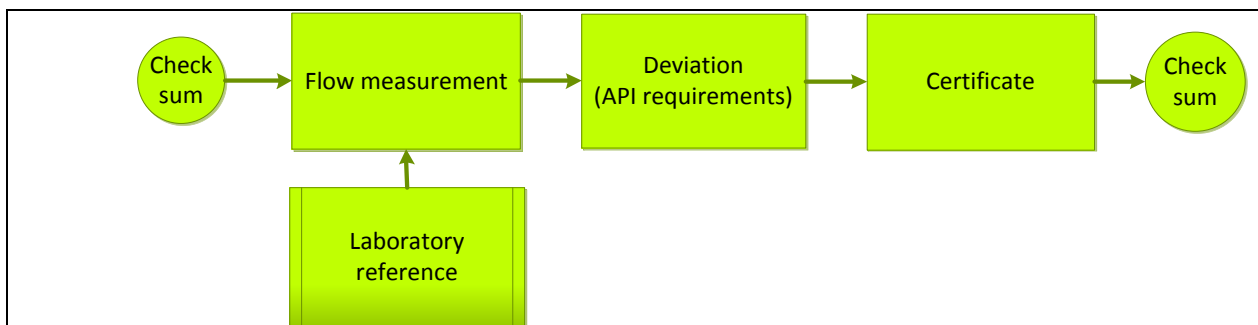 Check
sum
Flow measurement
Deviation
(API requirements)
Certificate
Check
sum
Laboratory
reference